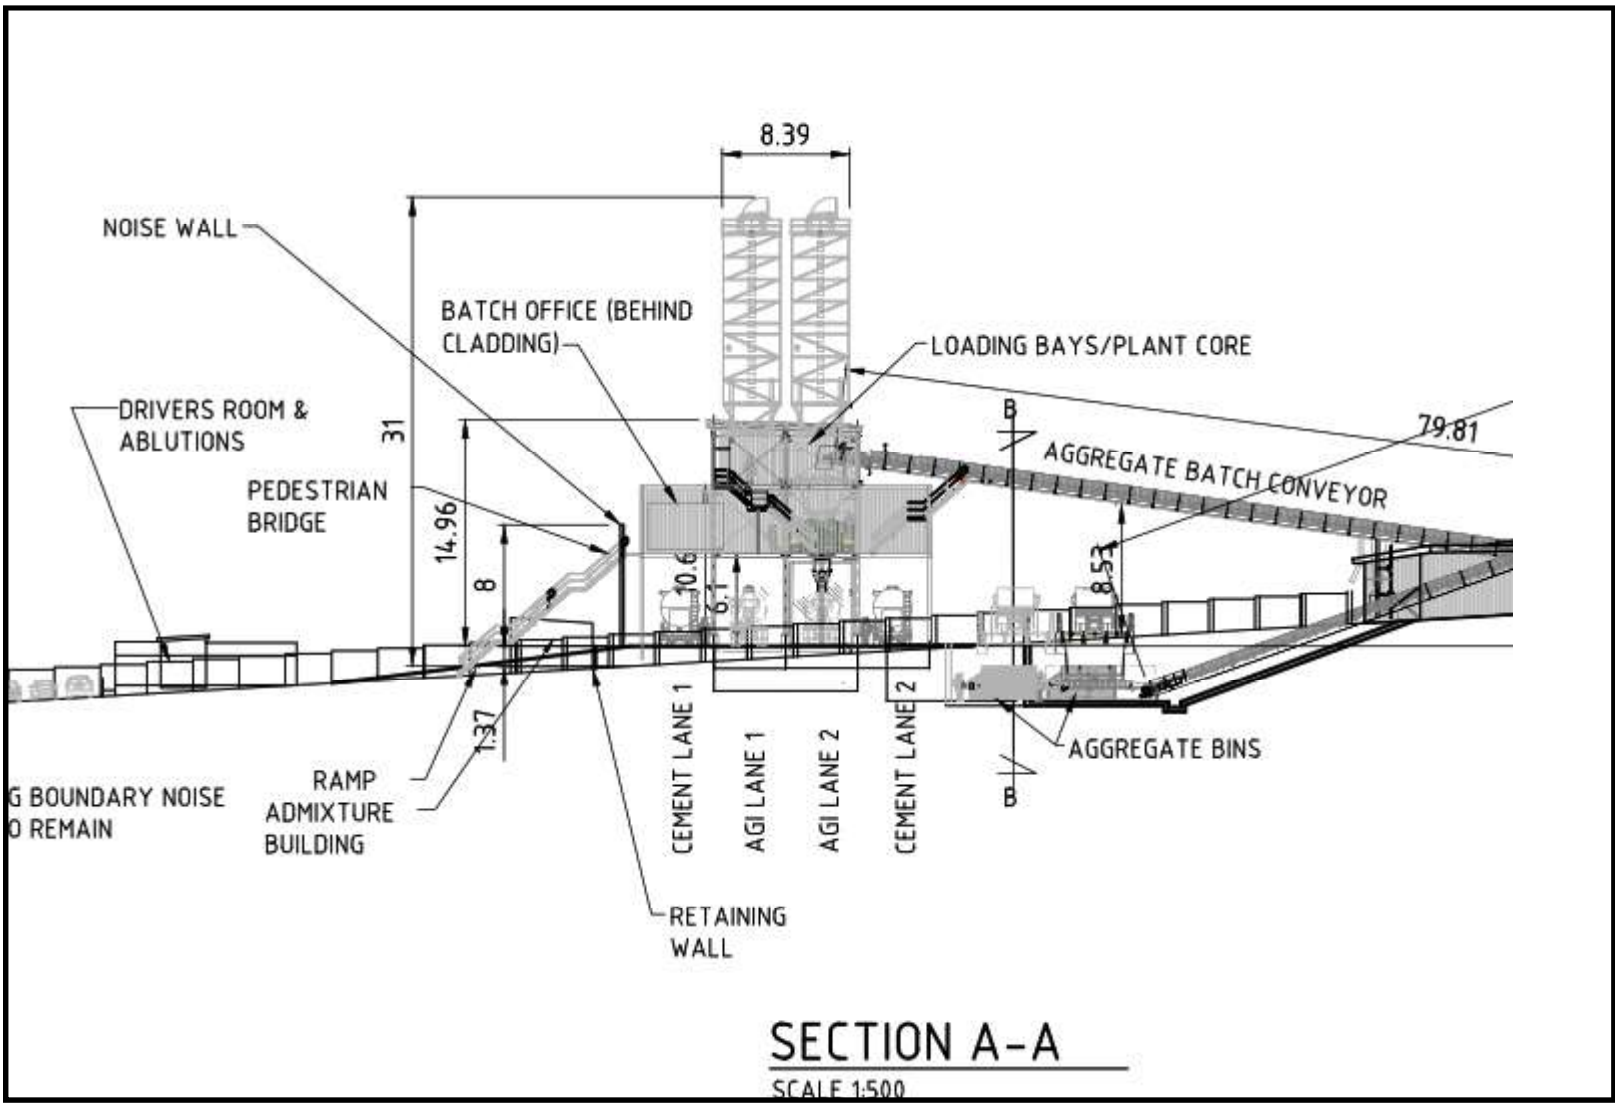 8.39
NOISE WALL
31
BATCH OFFICE (BEHIND
CLADDING)
LOADING BAYS/PLANT CORE
DRIVERS ROOM &
ABLUTIONS
B
79.81
AGGREGATE BATCH CONVEYOR
PEDESTRIAN
BRIDGE
14.96
8
10.6
6.1
8.53
1.37
CEMENT LANE 1
AGI LANE 1
AGI LANE 2
CEMENT LANE 2
AGGREGATE BINS
B
RAMP
ADMIXTURE
BUILDING
G BOUNDARY NOISE
O REMAIN
RETAINING
WALL
SECTION A-A
SCALE 1:500